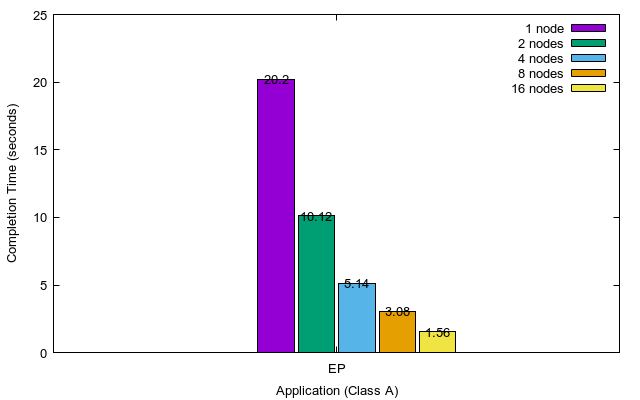 25
20
15
10
5
0
Completion Time (seconds)
1 node
2 nodes
4 nodes
8 nodes
16 nodes
20.2
10.12
5.14
3.08
1.56
EP
Application (Class A)